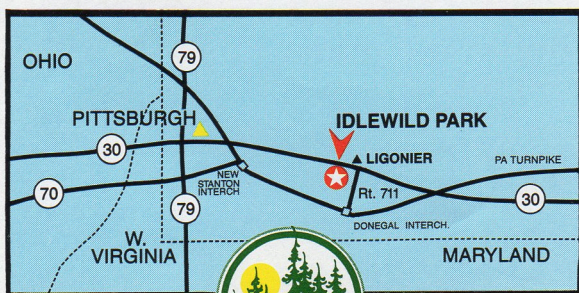 OHIO
79
PITTSBURGH
IDLEWILD PARK
30
LIGONIER
PA TURNPIKE
NEW
STANTON
INTERCH
70
Rt. 711
30
79
DONEGAL INTERCH.
W.
VIRGINIA
MARYLAND